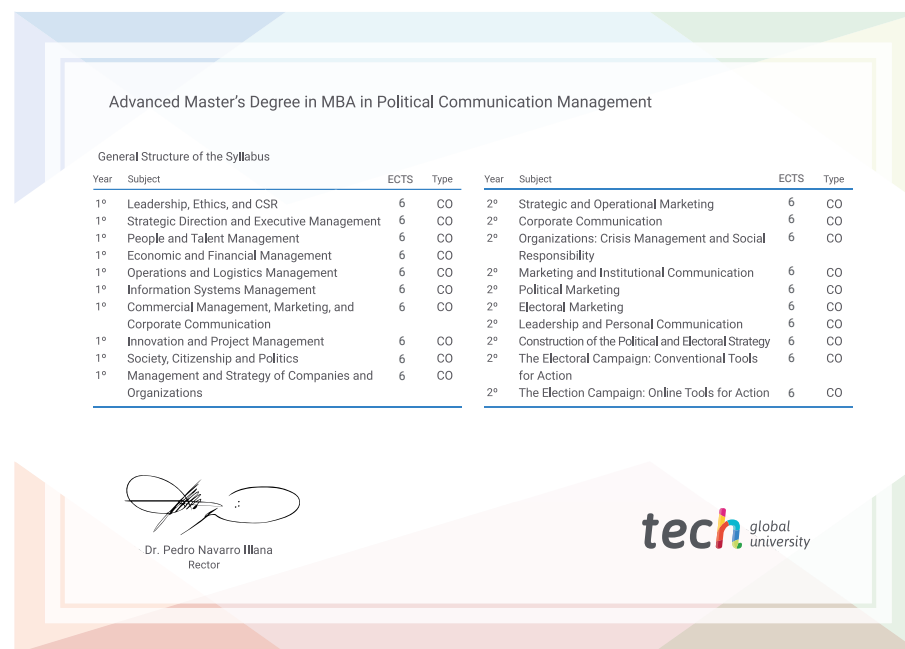 Advanced Master's Degree in MBA in Political Communication Management
General Structure of the Syllabus
Year Subject ECTS Type
1º Leadership, Ethics, and CSR 6 CO
1º Strategic Direction and Executive Management 6 CO
1º People and Talent Management 6 CO
1º Economic and Financial Management 6 CO
1º Operations and Logistics Management 6 CO
1º Information Systems Management 6 CO
1º Commercial Management, Marketing, and 6 CO
Corporate Communication
1º Innovation and Project Management 6 CO
1º Society, Citizenship and Politics 6 CO
1º Management and Strategy of Companies and 6 CO
Organizations
Year Subject ECTS Type
2º Strategic and Operational Marketing 6 CO
2º Corporate Communication 6 CO
2º Organizations: Crisis Management and Social 6 CO
Responsibility
2º Marketing and Institutional Communication 6 CO
2º Political Marketing 6 CO
2º Electoral Marketing 6 CO
2º Leadership and Personal Communication 6 CO
2º Construction of the Political and Electoral Strategy 6 CO
2º The Electoral Campaign: Conventional Tools 6 CO
for Action
2º The Election Campaign: Online Tools for Action 6 CO
Dr. Pedro Navarro Illana
Rector
tech global
university